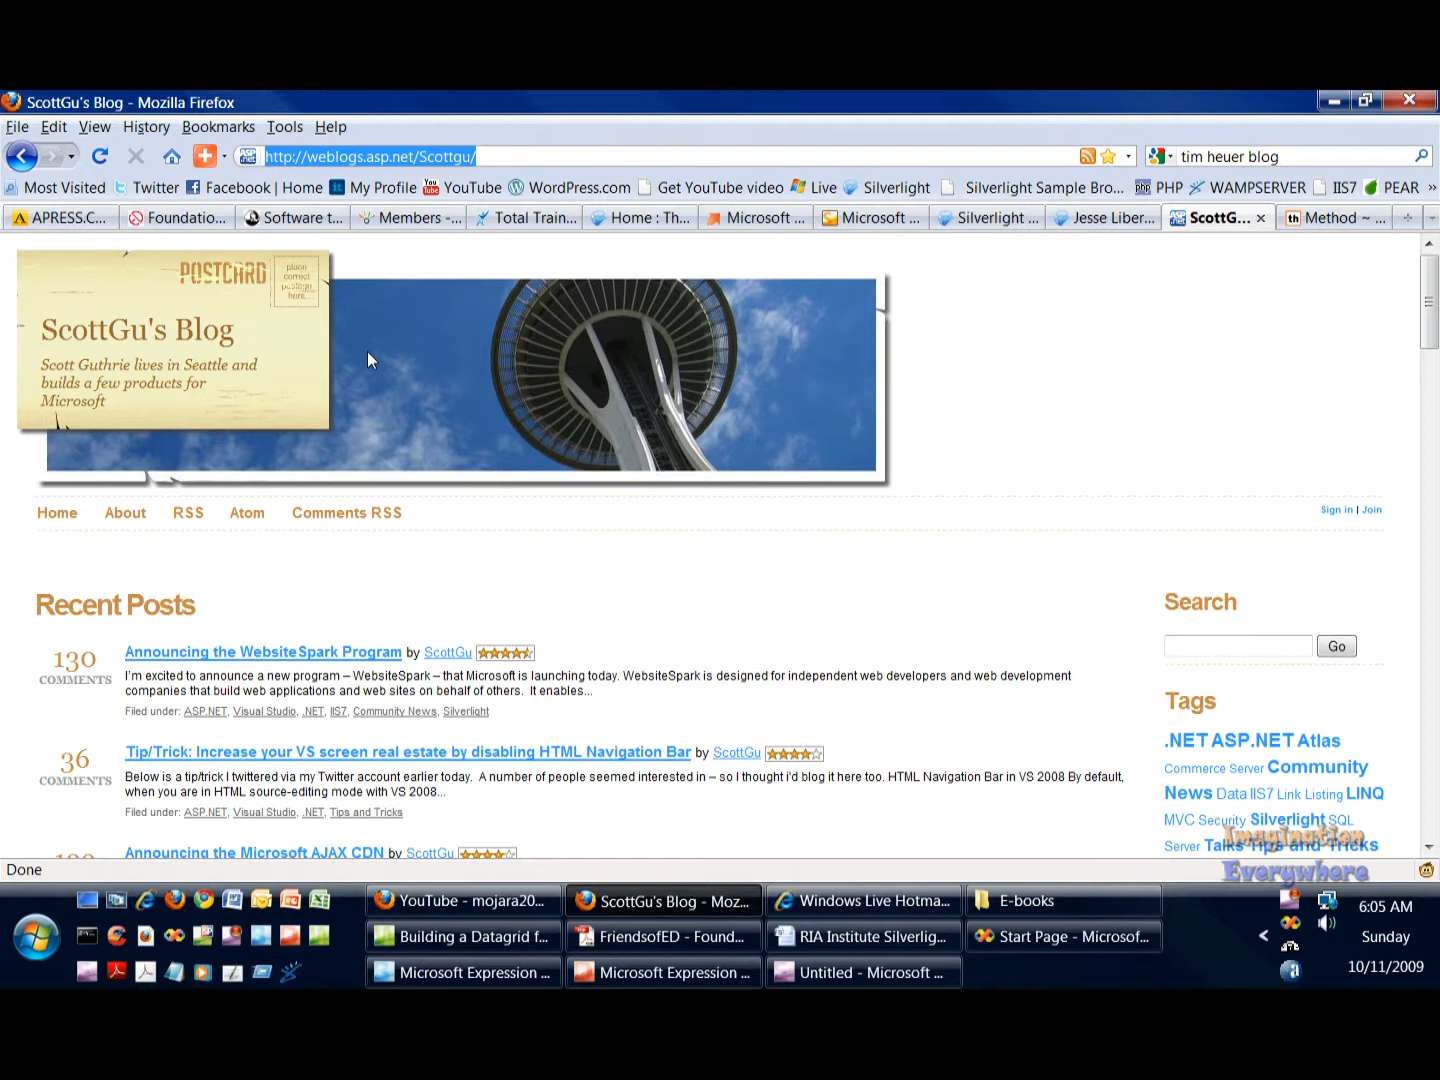 ScottGu's Blog - Mozilla Firefox
File Edit View History Bookmarks Tools Help
http://weblogs.asp.net/Scottgu/
tim heuer blog
Most Visited Twitter Facebook | Home My Profile YouTube WordPress.com Get YouTube video Live Silverlight Silverlight Sample Bro... PHP WAMPSERVER IIS7 PEAR »
APRESS.C... Foundatio... Software t... Members -... Total Train... Home : Th... Microsoft ... Microsoft ... Silverlight ... Jesse Liber... ScottG... Method ~ ...
POSTCARD
place
correct
postage
here
ScottGu's Blog
Scott Guthrie lives in Seattle and
builds a few products for
Microsoft
Home About RSS Atom Comments RSS
Sign in | Join
Recent Posts
130
COMMENTS
Announcing the WebsiteSpark Program by ScottGu
I'm excited to announce a new program – WebsiteSpark – that Microsoft is launching today. WebsiteSpark is designed for independent web developers and web development
companies that build web applications and web sites on behalf of others. It enables...
Filed under: ASP.NET, Visual Studio, .NET, IIS7, Community News, Silverlight
36
COMMENTS
Tip/Trick: Increase your VS screen real estate by disabling HTML Navigation Bar by ScottGu
Below is a tip/trick I twittered via my Twitter account earlier today. A number of people seemed interested in – so I thought i'd blog it here too. HTML Navigation Bar in VS 2008 By default,
when you are in HTML source-editing mode with VS 2008...
Filed under: ASP.NET, Visual Studio, .NET, Tips and Tricks
Announcing the Microsoft AJAX CDN by ScottGu
Search
Go
Tags
.NET ASP.NET Atlas
Commerce Server Community
News Data IIS7 Link Listing LINQ
MVC Security Silverlight SQL
Server Talks Tips and Tricks
Imagination
Everywhere
Done
YouTube - mojara20... ScottGu's Blog - Moz... Windows Live Hotma... E-books
Building a Datagrid f... FriendsofED - Found... RIA Institute Silverlig... Start Page - Microsof...
Microsoft Expression ... Microsoft Expression ... Untitled - Microsoft ...
6:05 AM
Sunday
10/11/2009